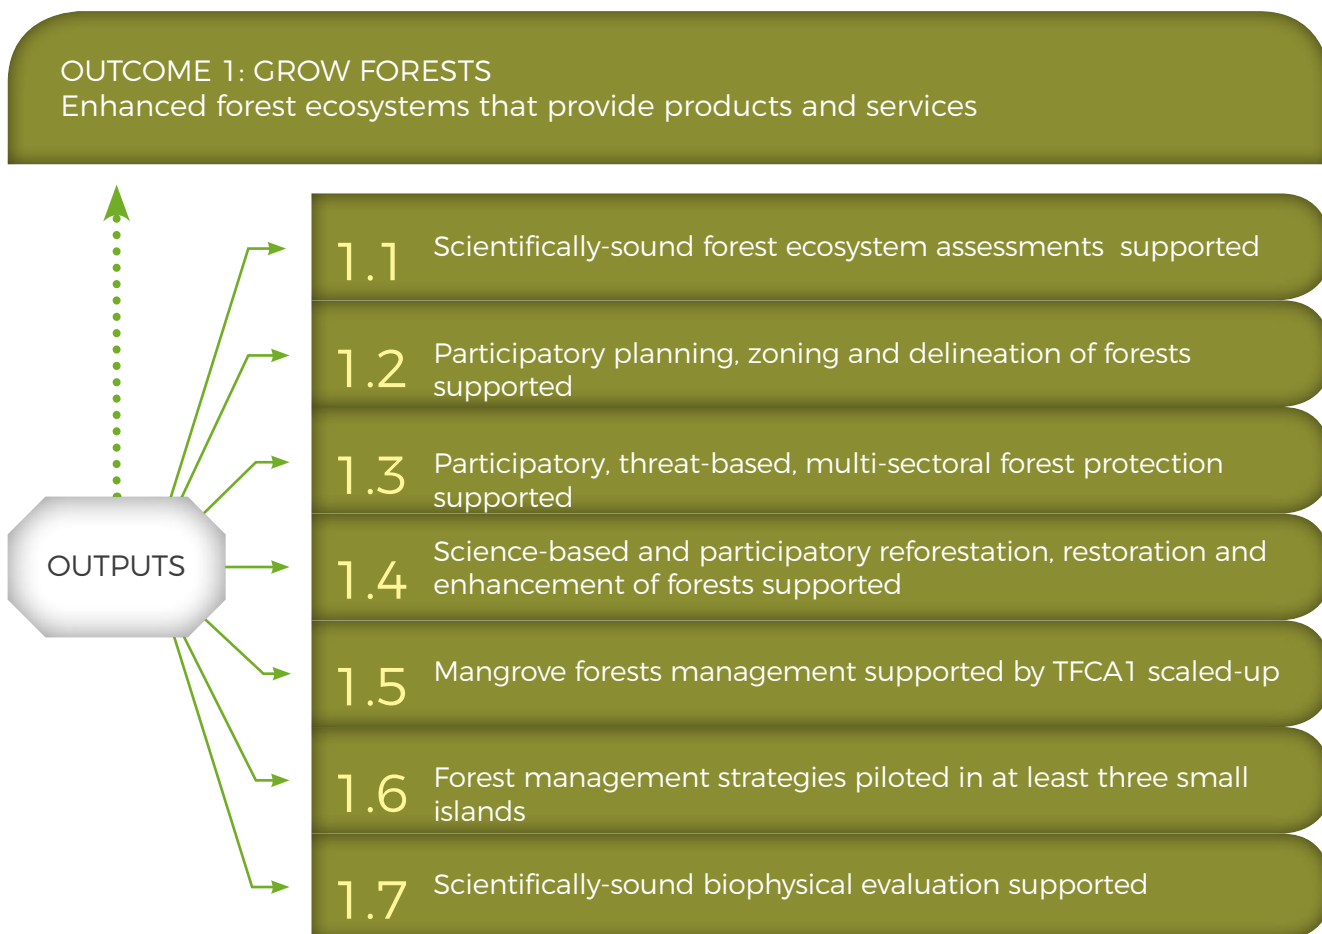 OUTCOME 1: GROW FORESTS
Enhanced forest ecosystems that provide products and services
1.1 Scientifically-sound forest ecosystem assessments supported
1.2 Participatory planning, zoning and delineation of forests
supported
1.3 Participatory, threat-based, multi-sectoral forest protection
supported
OUTPUTS
1.4 Science-based and participatory reforestation, restoration and
enhancement of forests supported
1.5 Mangrove forests management supported by TFCA1 scaled-up
1.6 Forest management strategies piloted in at least three small
islands
1.7 Scientifically-sound biophysical evaluation supported